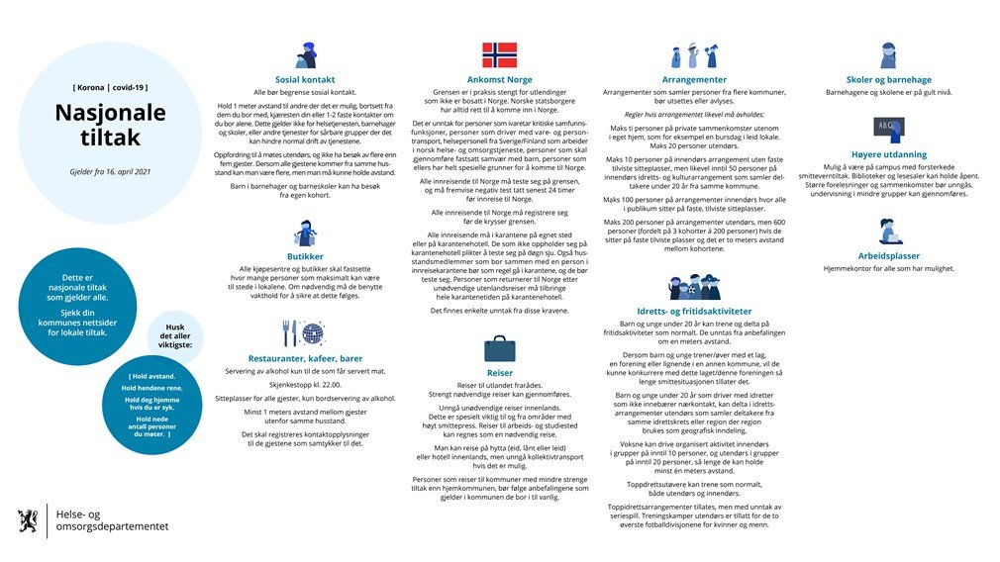 [ Korona | covid-19 ]
Nasjonale
tiltak
Gjelder fra 16. april 2021
Dette er
nasjonale tiltak
som gjelder alle.
Sjekk din
kommunes nettsider
for lokale tiltak.
Husk
det aller
viktigste:
[ Hold avstand.
Hold hendene rene.
Hold deg hjemme
hvis du er syk.
Hold nede
antall personer
du møter. ]
Helse- og
omsorgsdepartementet
Sosial kontakt
Alle bør begrense sosial kontakt.
Hold 1 meter avstand til andre der det er mulig, bortsett fra
dem du bor med, kjæresten din eller 1-2 faste kontakter om
du bor alene. Dette gjelder ikke for helsetjenesten, barnehager
og skoler, eller andre tjenester for sårbare grupper der det
kan hindre normal drift av tjenestene.
Oppfordring til å møtes utendørs, og ikke ha besøk av flere enn
fem gjester. Dersom alle gjestene kommer fra samme hus-
stand kan man være flere, men man må kunne holde avstand.
Barn i barnehager og barneskoler kan ha besøk
fra egen kohort.
Butikker
Alle kjøpesentre og butikker skal fastsette
hvor mange personer som maksimalt kan være
til stede i lokalene. Om nødvendig må de benytte
vakthold for å sikre at dette følges.
Restauranter, kafeer, barer
Servering av alkohol kun til de som får servert mat.
Skjenkestopp kl. 22.00.
Sitteplasser for alle gjester, kun bordservering av alkohol.
Minst 1 meters avstand mellom gjester
utenfor samme husstand.
Det skal registreres kontaktopplysninger
til de gjestene som samtykker til det.
Ankomst Norge
Grensen er i praksis stengt for utlendinger
som ikke er bosatt i Norge. Norske statsborgere
har alltid rett til å komme inn i Norge.
Det er unntak for personer som ivaretar kritiske samfunns-
funksjoner, personer som driver med vare- og person-
transport, helsepersonell fra Sverige/Finland som arbeider
i norsk helse- og omsorgstjeneste, personer som skal
gjennomføre fastsatt samvær med barn, personer som
ellers har helt spesielle grunner for å komme til Norge.
Alle innreisende til Norge må teste seg på grensen,
og må fremvise negativ test tatt senest 24 timer
før innreise til Norge.
Alle innreisende til Norge må registrere seg
før de krysser grensen.
Alle innreisende må i karantene på egnet sted
eller på karantenehotell. De som ikke oppholder seg på
karantenehotell plikter å teste seg på døgn sju. Også hus-
standsmedlemmer som bor sammen med en person i
innreisekarantene bør som regel gå i karantene, og de bør
teste seg. Personer som returnerer til Norge etter
unødvendige utenlandsreiser må tilbringe
hele karantenetiden på karantenehotell.
Det finnes enkelte unntak fra disse kravene.
Reiser
Reiser til utlandet frarådes.
Strengt nødvendige reiser kan gjennomføres.
Unngå unødvendige reiser innenlands.
Dette er spesielt viktig til og fra områder med
høyt smittepress. Reiser til arbeids- og studiested
kan regnes som en nødvendig reise.
Man kan reise på hytta (eid, lånt eller leid)
eller hotell innenlands, men unngå kollektivtransport
hvis det er mulig.
Personer som reiser til kommuner med mindre strenge
tiltak enn hjemkommunen, bør følge anbefalingene som
gjelder i kommunen de bor i til vanlig.
Arrangementer
Arrangementer som samler personer fra flere kommuner,
bør utsettes eller avlyses.
Regler hvis arrangementet likevel må avholdes:
Maks ti personer på private sammenkomster utenom
i eget hjem, som for eksempel en bursdag i leid lokale.
Maks 20 personer utendørs.
Maks 10 personer på innendørs arrangement uten faste
tilviste sitteplasser, men likevel inntil 50 personer på
innendørs idretts- og kulturarrangement som samler del-
takere under 20 år fra samme kommune.
Maks 100 personer på arrangementer innendørs hvor alle
i publikum sitter på faste, tilviste sitteplasser.
Maks 200 personer på arrangementer utendørs, men 600
personer (fordelt på 3 kohorter á 200 personer) hvis de
sitter på faste tilviste plasser og det er to meters avstand
mellom kohortene.
Idretts- og fritidsaktiviteter
Barn og unge under 20 år kan trene og delta på
fritidsaktiviteter som normalt. De unntas fra anbefalingen
om en meters avstand.
Dersom barn og unge trener/øver med et lag,
en forening eller lignende i en annen kommune, vil de
kunne konkurrere med dette laget/denne foreningen så
lenge smittesituasjonen tillater det.
Barn og unge under 20 år som driver med idretter
som ikke innebærer nærkontakt, kan delta i idretts-
arrangementer utendørs som samler deltakere fra
samme idrettskrets eller region der region
brukes som geografisk inndeling.
Voksne kan drive organisert aktivitet innendørs
i grupper på inntil 10 personer, og utendørs i grupper
på inntil 20 personer, så lenge de kan holde
minst én meters avstand.
Toppidrettsutøvere kan trene som normalt,
både utendørs og innendørs.
Toppidrettsarrangementer tillates, men med unntak av
seriespill. Treningskamper utendørs er tillatt for de to
øverste fotballdivisjonene for kvinner og menn.
Skoler og barnehage
Barnehagene og skolene er på gult nivå.
ABC
Høyere utdanning
Mulig å være på campus med forsterkede
smitteverntiltak. Biblioteker og lesesaler kan holde åpent.
Større forelesninger og sammenkomster bør unngås,
undervisning i mindre grupper kan gjennomføres.
Arbeidsplasser
Hjemmekontor for alle som har mulighet.